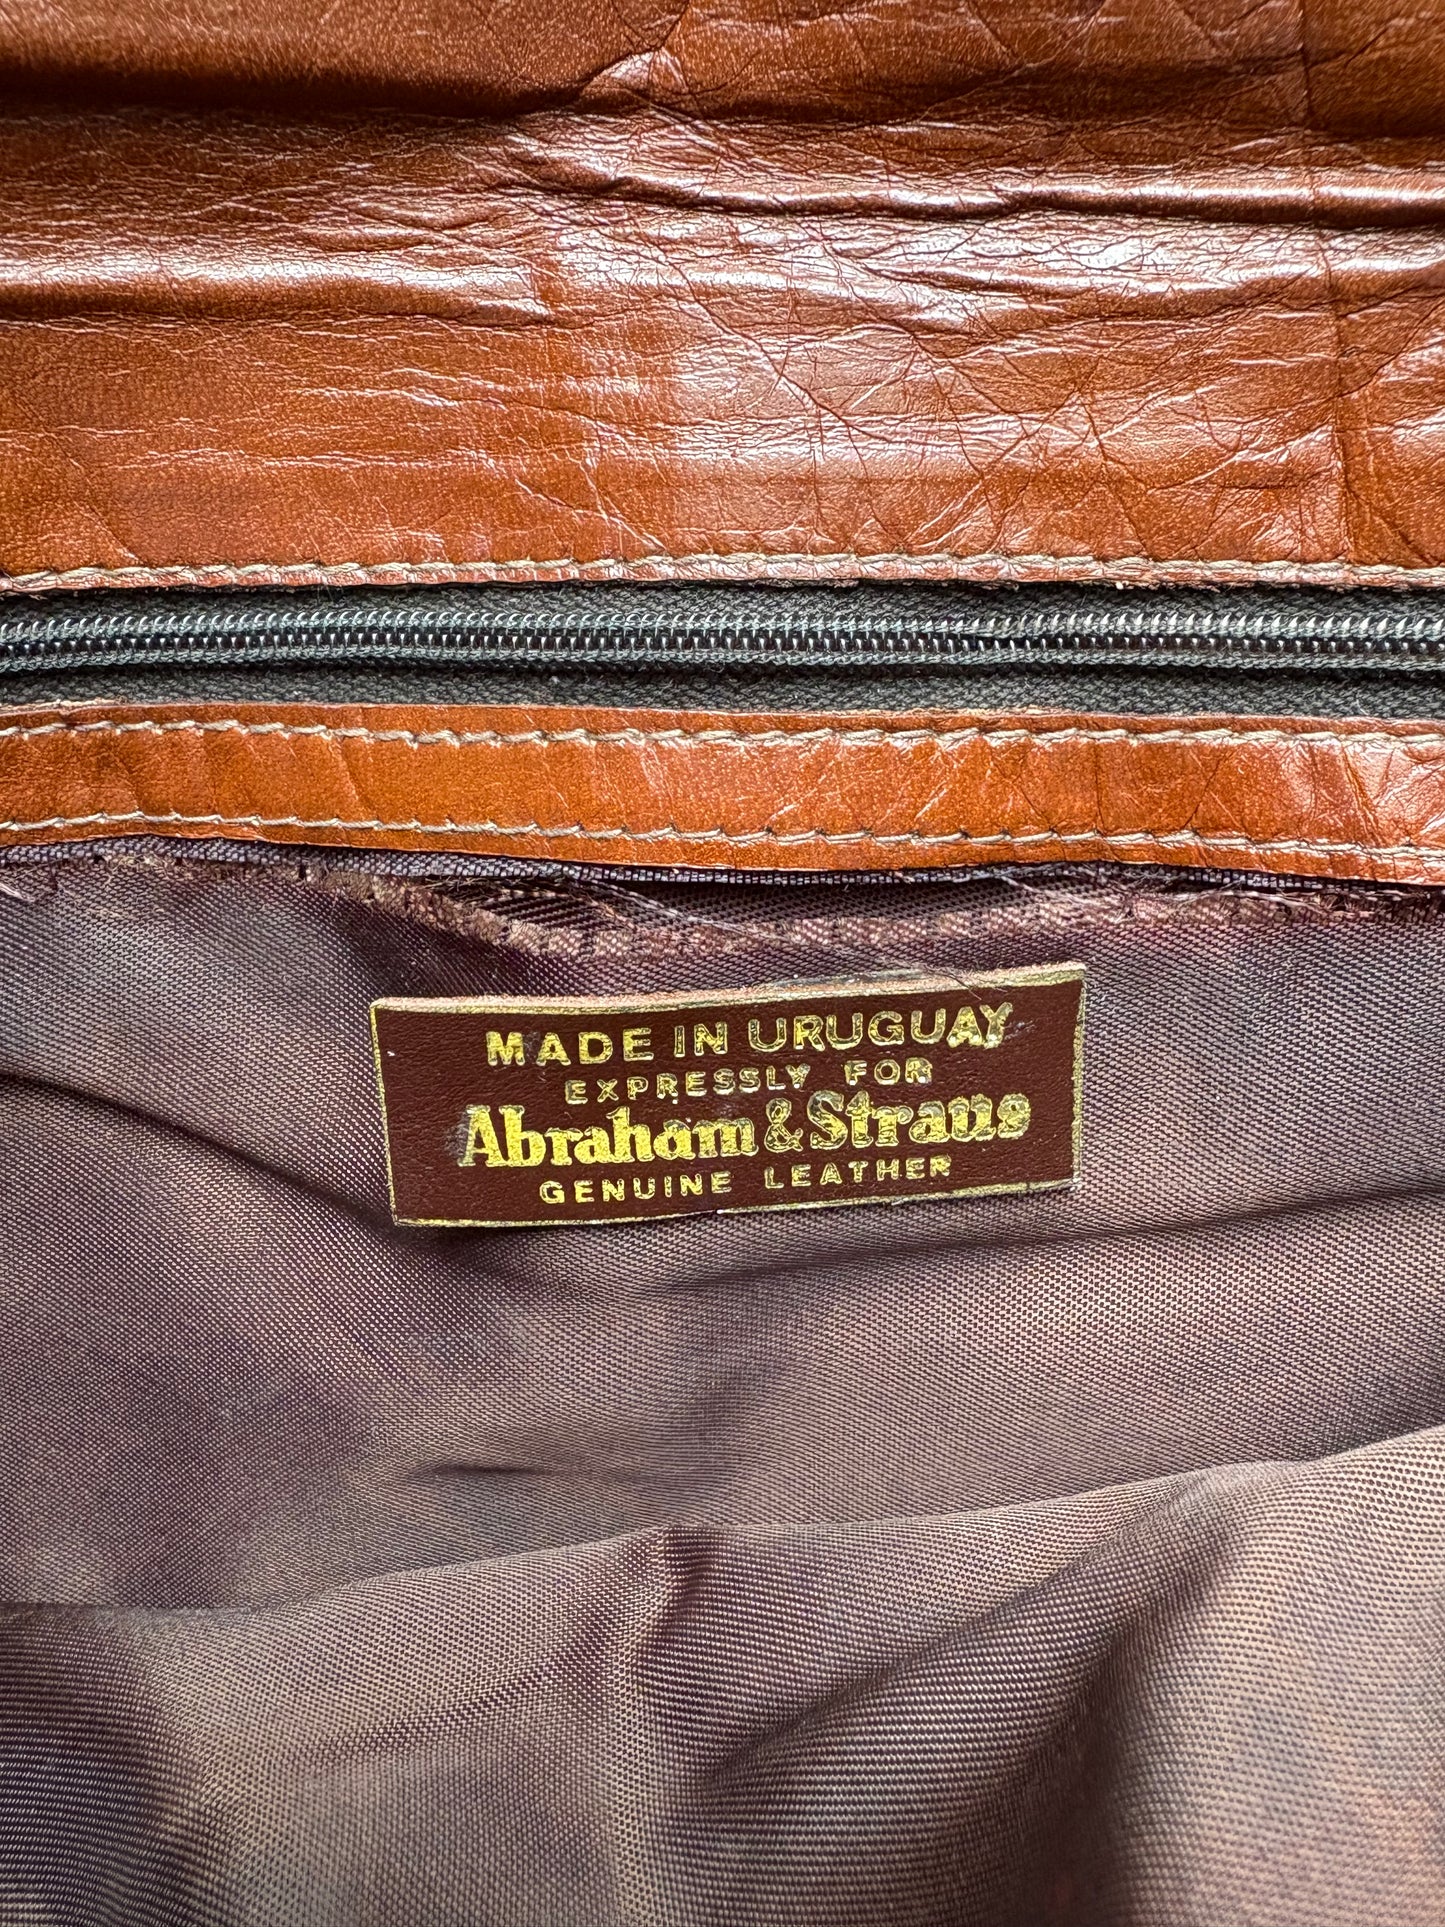 MADE IN URUGUAY
EXPRESSLY FOR
Abraham & Straus
GENUINE LEATHER